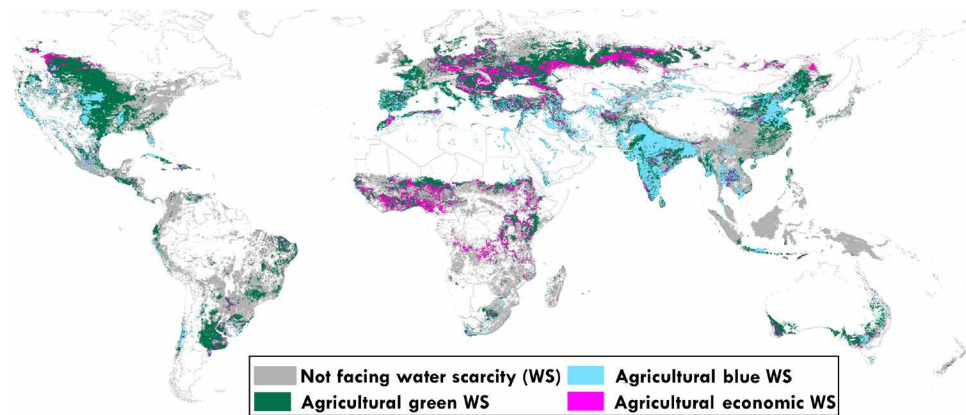 Not facing water scarcity (WS) Agricultural blue WS
Agricultural green WS Agricultural economic WS